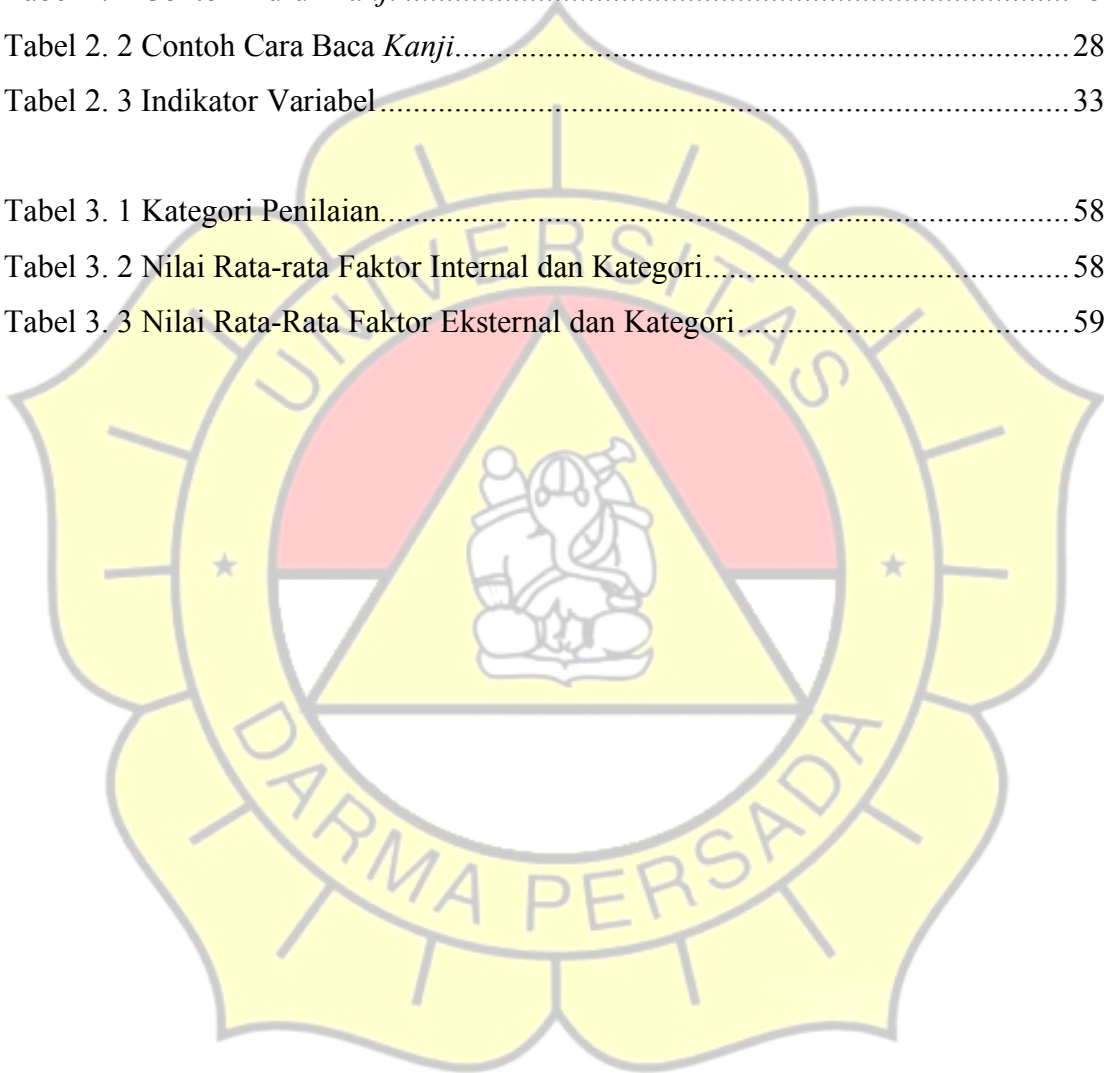 Tabel 2. 2 Contoh Cara Baca Kanji.......................................................................................... 28
Tabel 2. 3 Indikator Variabel...................................................................................................... 33
Tabel 3. 1 Kategori Penilaian...................................................................................................... 58
Tabel 3. 2 Nilai Rata-rata Faktor Internal dan Kategori...................................................... 58
Tabel 3. 3 Nilai Rata-Rata Faktor Eksternal dan Kategori................................................. 59
UNIVERSITAS
DARMA PERSADA